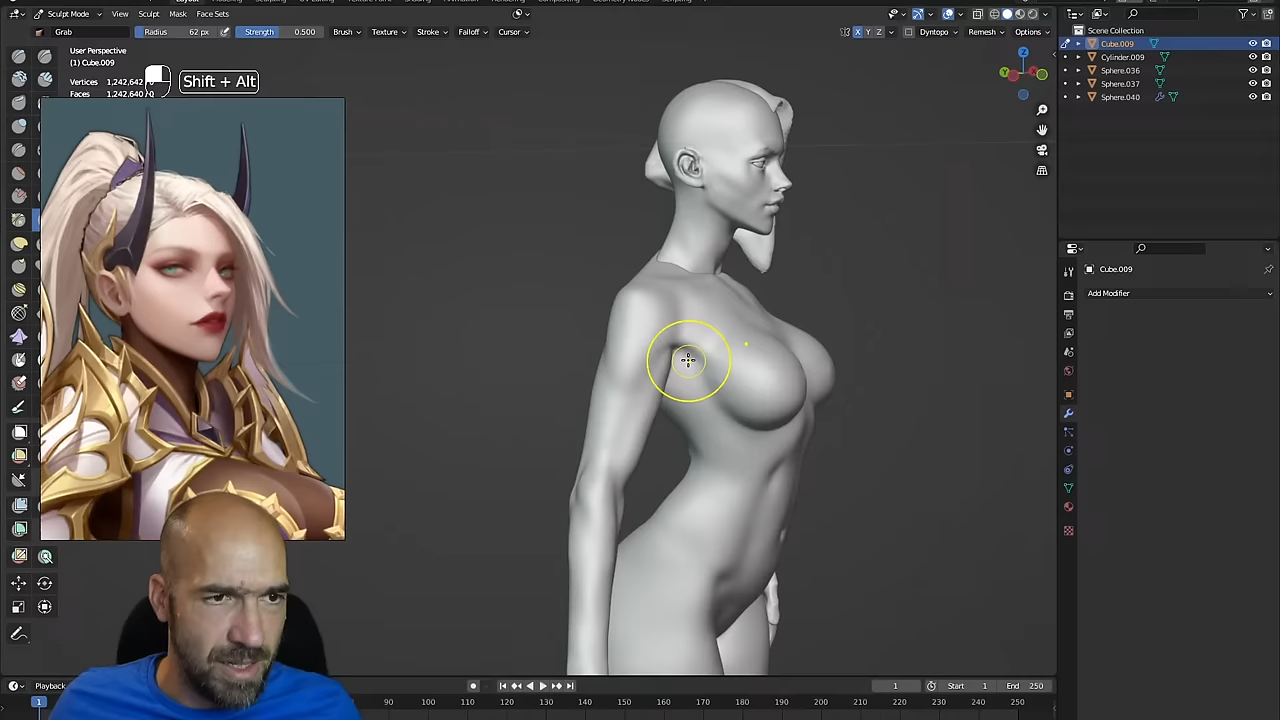 Layout
Sculpt Mode
View
Sculpt
Mask
Face Sets
Grab
Radius
62 px
Strength
0.500
Brush
Texture
Stroke
Falloff
Cursor
X
Y
Z
Dyntopo
Remesh
Options
User Perspective
(1) Cube.009
Vertices
1,242,642
Faces
1,242,640
Shift + Alt
Z
Y
Scene Collection
Cube.009
Cylinder.009
Sphere.036
Sphere.037
Sphere.040
Cube.009
Add Modifier
Playback
1
Start
1
End
250
1
80
90
100
110
120
130
140
150
160
170
180
190
200
210
220
230
240
250